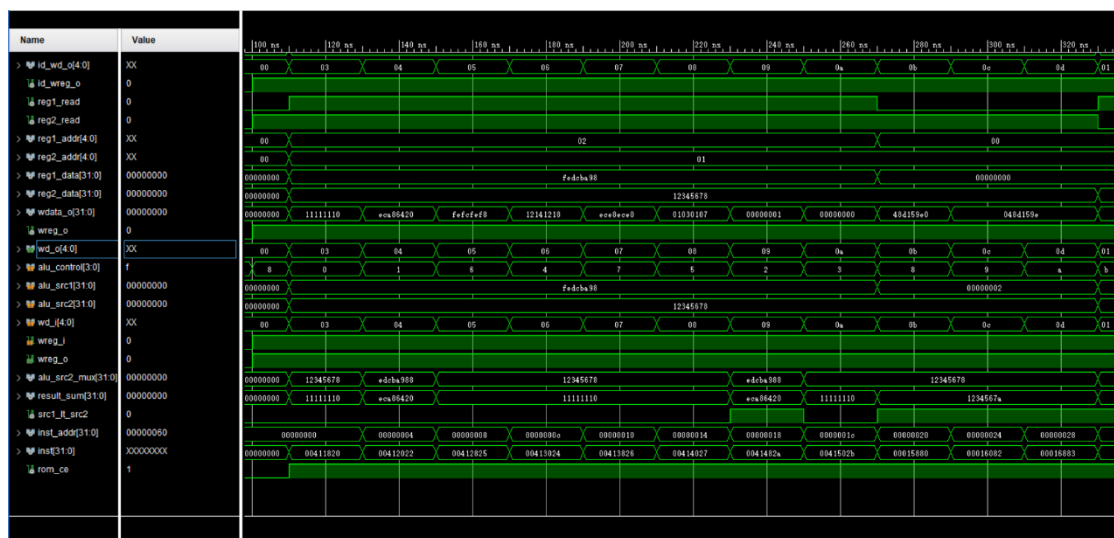 Name Value
100 ns 120 ns 140 ns 160 ns 180 ns 200 ns 220 ns 240 ns 260 ns 280 ns 300 ns 320 ns
id_wd_o[4:0] XX 00 03 04 05 06 07 08 09 0a 0b 0c 0d 01
id_wreg_o 0
reg1_read 0
reg2_read 0
reg1_addr[4:0] XX 00 02 00
reg2_addr[4:0] XX 00 01
reg1_data[31:0] 00000000 00000000 fedcba98 00000000
reg2_data[31:0] 00000000 00000000 12345678
wdata_o[31:0] 00000000 00000000 11111110 eca86420 fefcfef8 12141218 ece8ece0 01030107 00000001 00000000 48d159e0 048d159e
wreg_o 0
wd_o[4:0] XX 00 03 04 05 06 07 08 09 0a 0b 0c 0d 01
alu_control[3:0] f 8 0 1 6 4 7 5 2 3 8 9 a b
alu_src1[31:0] 00000000 00000000 fedcba98 00000002
alu_src2[31:0] 00000000 00000000 12345678
wd_i[4:0] XX 00 03 04 05 06 07 08 09 0a 0b 0c 0d 01
wreg_i 0
wreg_o 0
alu_src2_mux[31:0] 00000000 00000000 12345678 edcba988 12345678 edcba988 12345678
result_sum[31:0] 00000000 00000000 11111110 eca86420 11111110 eca86420 11111110 1234567a
src1_lt_src2 0
inst_addr[31:0] 00000060 00000000 00000004 00000008 0000000c 00000010 00000014 00000018 0000001c 00000020 00000024 00000028
inst[31:0] XXXXXXXX 00000000 00411820 00412022 00412825 00413024 00413826 00414027 0041482a 0041502b 00015880 00016082 00016883
rom_ce 1